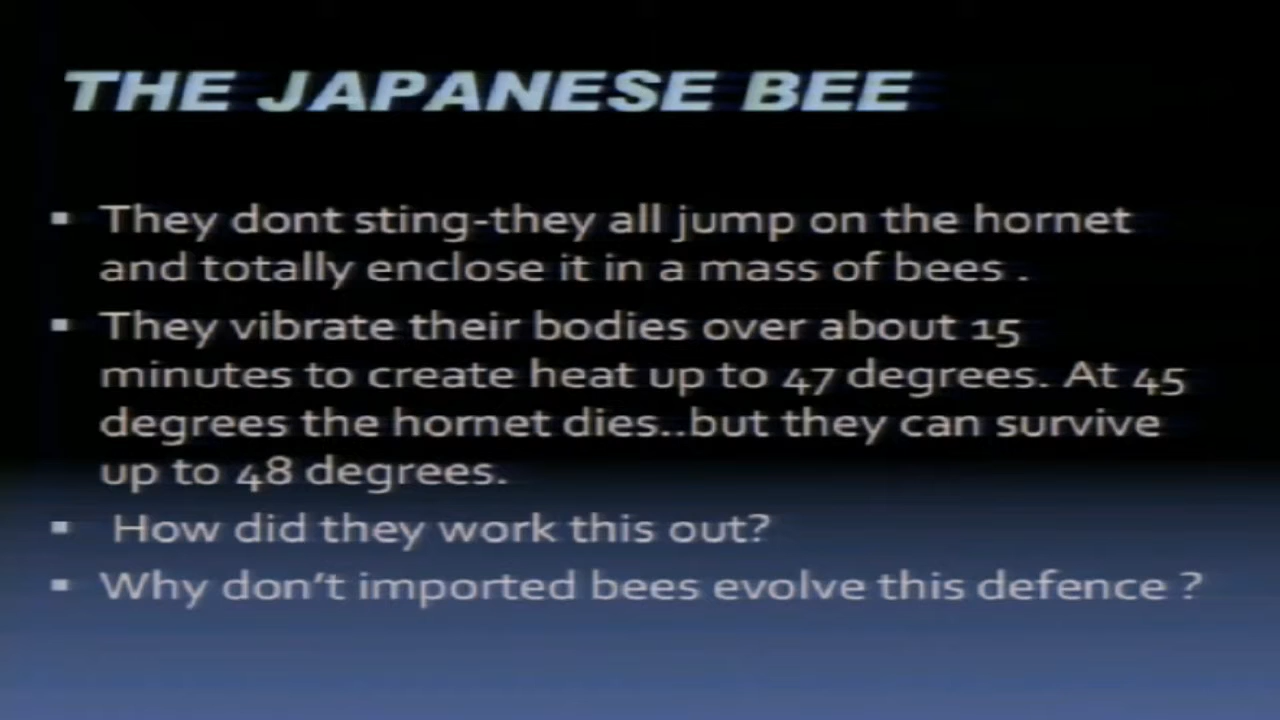 THE JAPANESE BEE
▪ They dont sting-they all jump on the hornet
and totally enclose it in a mass of bees .
▪ They vibrate their bodies over about 15
minutes to create heat up to 47 degrees. At 45
degrees the hornet dies..but they can survive
up to 48 degrees.
▪ How did they work this out?
▪ Why don't imported bees evolve this defence ?